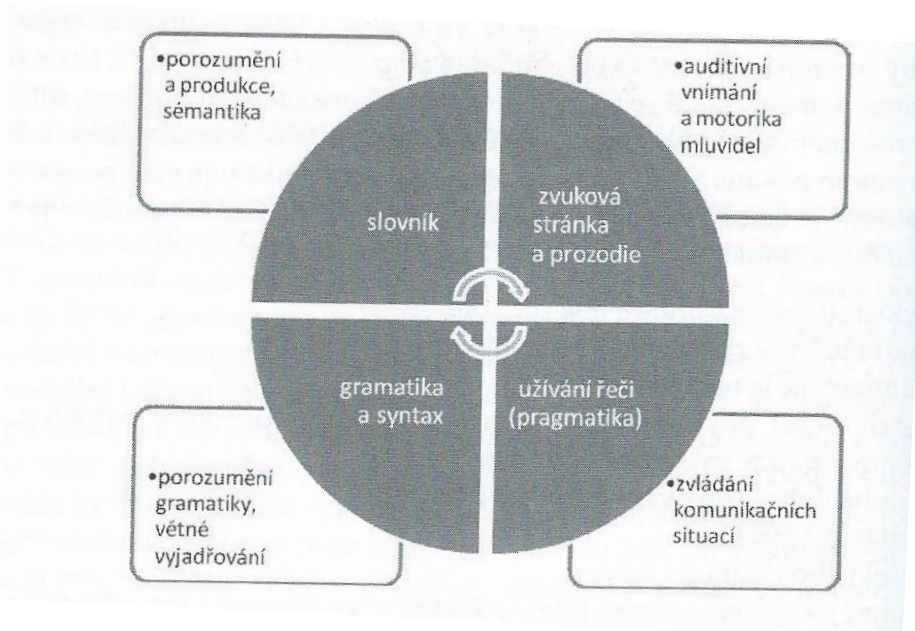 •porozumění
a produkce,
sémantika
•auditivní
vnímání
a motorika
mluvidel
slovník
zvuková
stránka
a prozodie
gramatika
a syntax
užívání řeči
(pragmatika)
•porozumění
gramatiky,
větné
vyjadřování
•zvládání
komunikačních
situací